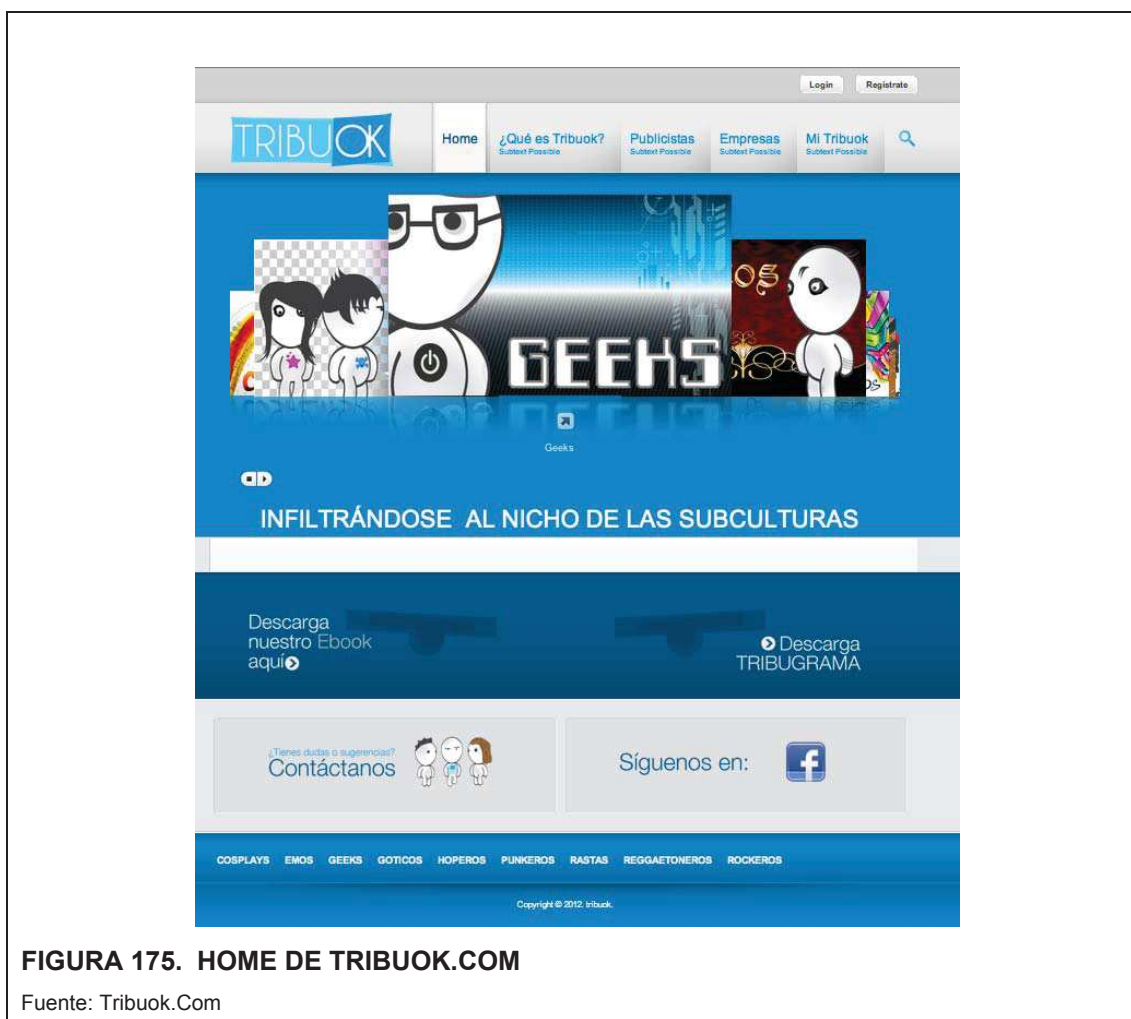 Login Registrate
TRIBUOK
Home ¿Qué es Tribuok? Publicistas Empresas Mi Tribuok
Subtext Possible Subtext Possible Subtext Possible Subtext Possible
GEEKS
OS
C
OS
Geeks
INFILTRÁNDOSE AL NICHO DE LAS SUBCULTURAS
Descarga
nuestro Ebook
aquí
Descarga
TRIBUGRAMA
¿Tienes dudas o sugerencias?
Contáctanos
Síguenos en:
f
COSPLAYS EMOS GEEKS GOTICOS HOPEROS PUNKEROS RASTAS REGGAETONEROS ROCKEROS
Copyright © 2012. tribuok.
FIGURA 175. HOME DE TRIBUOK.COM
Fuente: Tribuok.Com